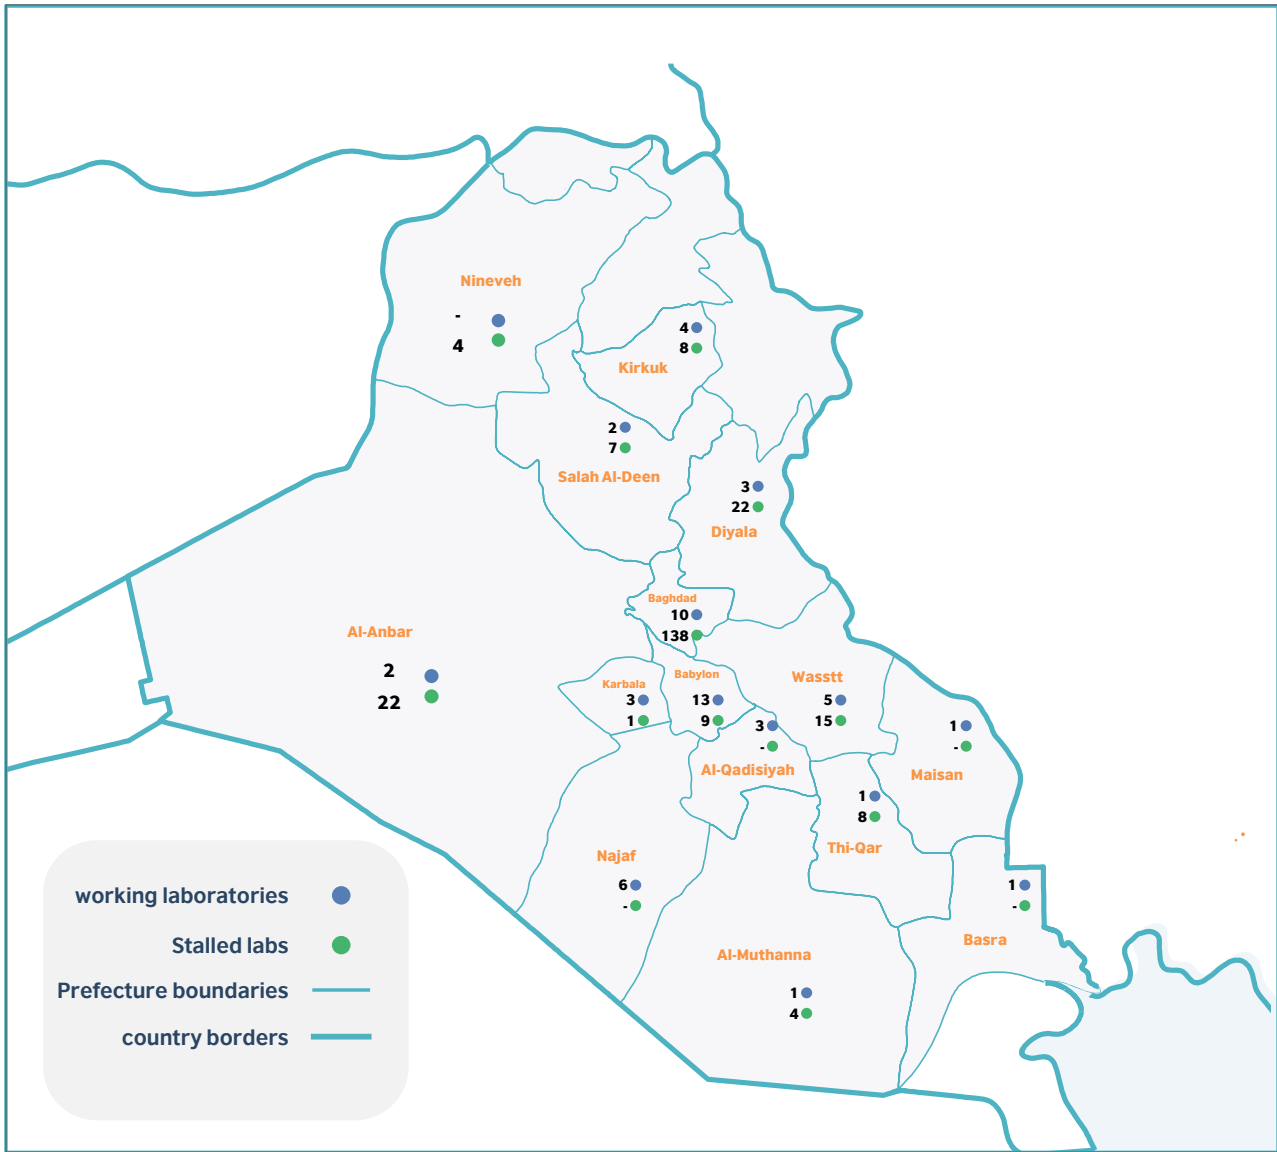 Nineveh
-
4
4
8
Kirkuk
2
7
Salah Al-Deen
3
22
Diyala
Baghdad
10
138
Al-Anbar
2
22
Karbala
3
1
Babylon
13
9
Wasstt
5
15
3
-
Al-Qadisiyah
1
-
Maisan
1
8
Thi-Qar
Najaf
6
-
1
-
Basra
Al-Muthanna
1
4
working laboratories
Stalled labs
Prefecture boundaries
country borders